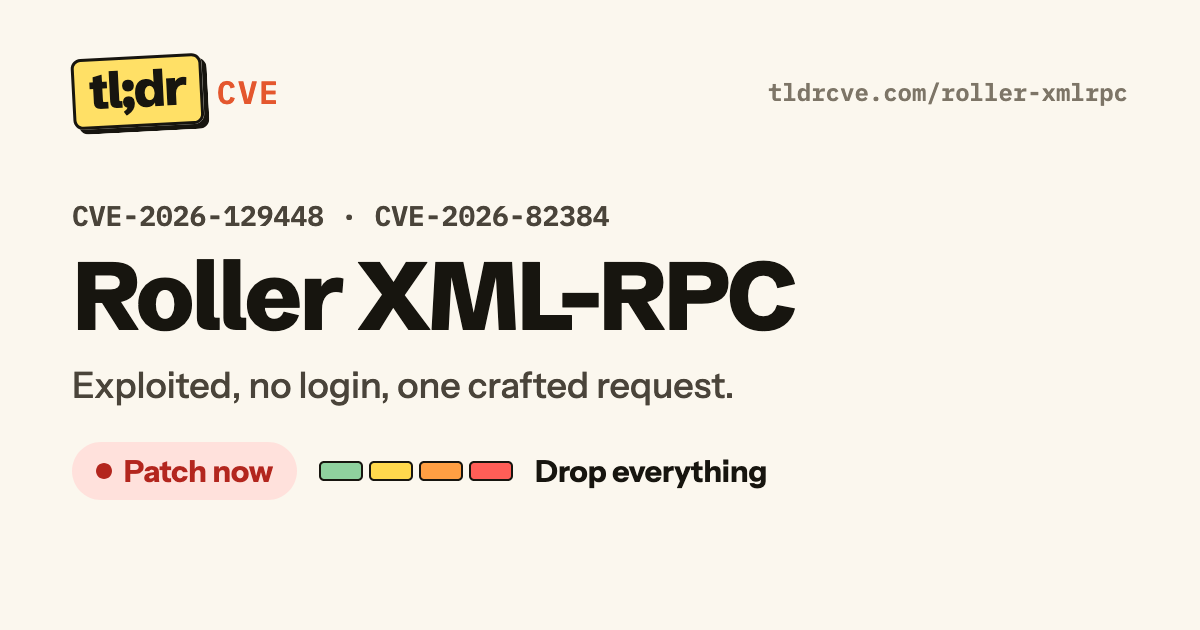 tl;dr CVE
tldrcve.com/roller-xmlrpc
CVE-2026-129448 · CVE-2026-82384
Roller XML-RPC
Exploited, no login, one crafted request.
Patch now
Drop everything